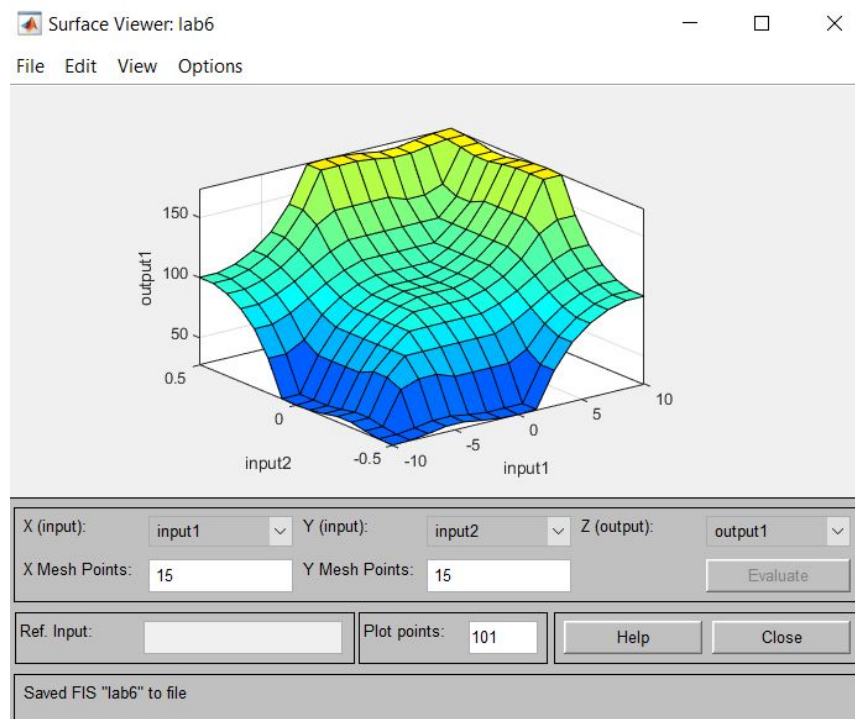 Surface Viewer: lab6
File Edit View Options
150
100
50
output1
0.5
0
-0.5
input2
-10
-5
0
5
10
input1
X (input): input1 Y (input): input2 Z (output): output1
X Mesh Points: 15 Y Mesh Points: 15 Evaluate
Ref. Input: Plot points: 101 Help Close
Saved FIS "lab6" to file